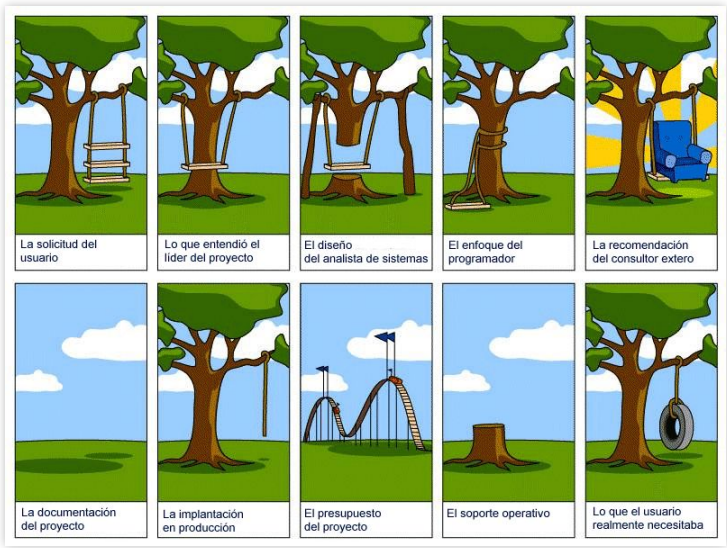 La solicitud del
usuario
Lo que entendió el
líder del proyecto
El diseño
del analista de sistemas
El enfoque del
programador
La recomendación
del consultor extero
La documentación
del proyecto
La implantación
en producción
El presupuesto
del proyecto
El soporte operativo
Lo que el usuario
realmente necesitaba